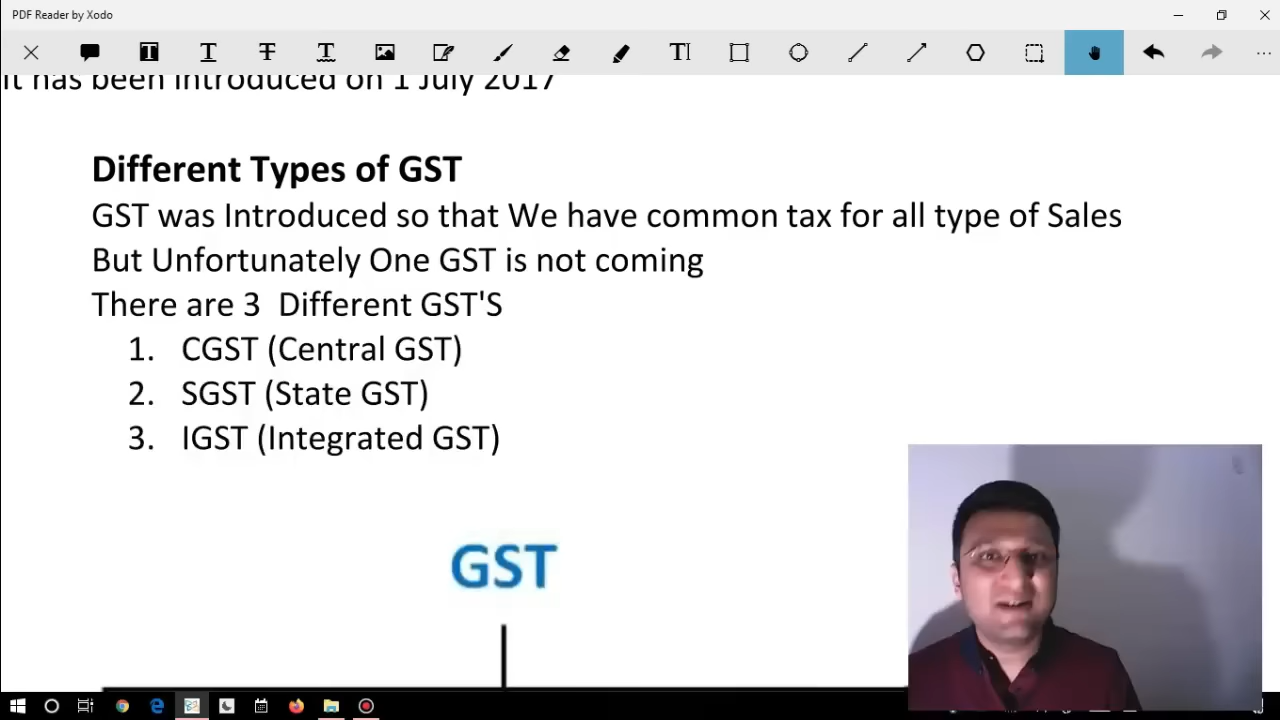 PDF Reader by Xodo
it has been introduced on 1 July 2017
Different Types of GST
GST was Introduced so that We have common tax for all type of Sales
But Unfortunately One GST is not coming
There are 3 Different GST'S
1. CGST (Central GST)
2. SGST (State GST)
3. IGST (Integrated GST)
GST